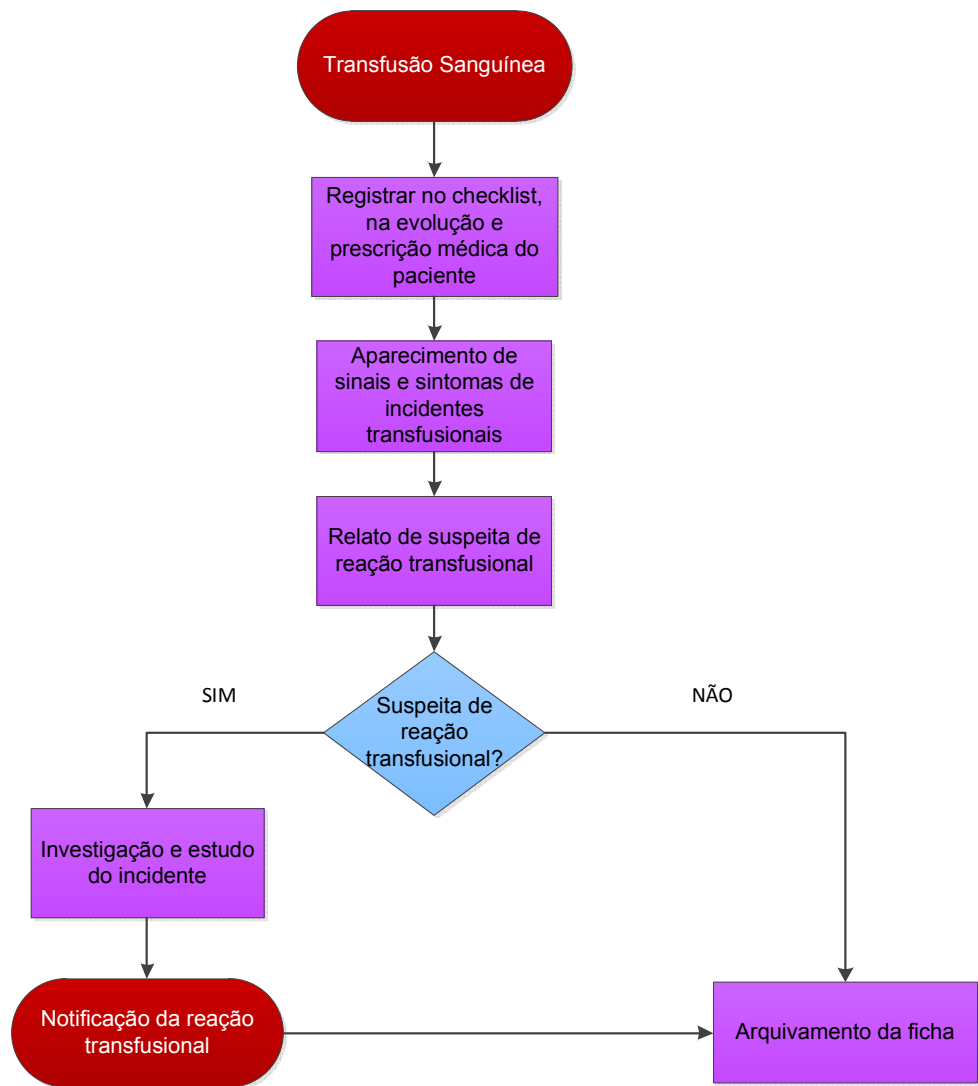 Transfusão Sanguínea
Registrar no checklist,
na evolução e
prescrição médica do
paciente
Aparecimento de
sinais e sintomas de
incidentes
transfusionais
Relato de suspeita de
reação transfusional
Suspeita de
reação
transfusional?
SIM
NÃO
Investigação e estudo
do incidente
Notificação da reação
transfusional
Arquivamento da ficha